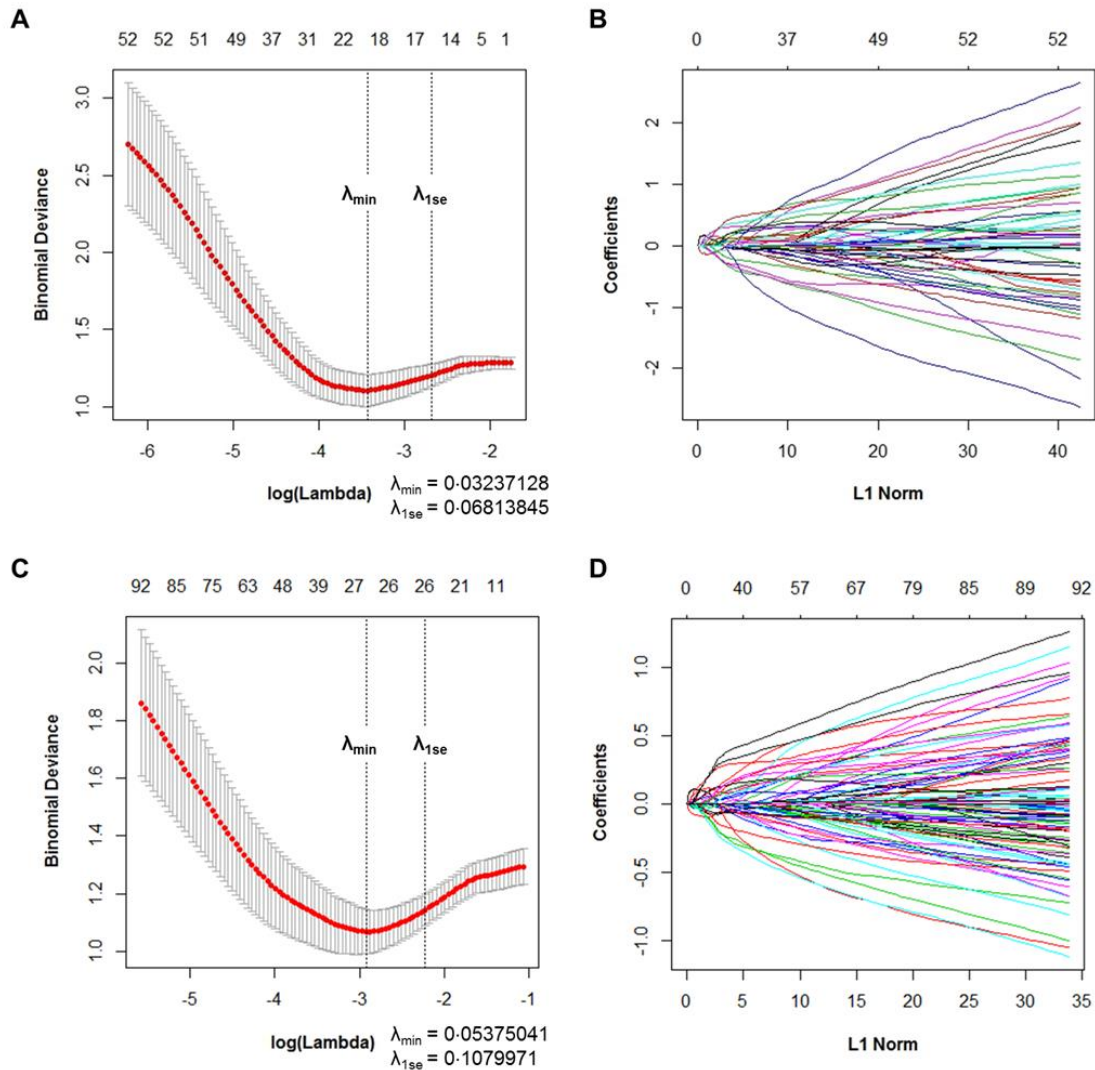 A
52 52 51 49 37 31 22 18 17 14 5 1
3.0
2.5
2.0
1.5
1.0
Binomial Deviance
λmin
λ1se
-6 -5 -4 -3 -2
log(Lambda)
λmin = 0·03237128
λ1se = 0·06813845
B
0 37 49 52 52
2
1
0
-1
-2
Coefficients
0 10 20 30 40
L1 Norm
C
92 85 75 63 48 39 27 26 26 21 11
2.0
1.8
1.6
1.4
1.2
1.0
Binomial Deviance
λmin
λ1se
-5 -4 -3 -2 -1
log(Lambda)
λmin = 0·05375041
λ1se = 0·1079971
D
0 40 57 67 79 85 89 92
1.0
0.5
0.0
-0.5
-1.0
Coefficients
0 5 10 15 20 25 30 35
L1 Norm